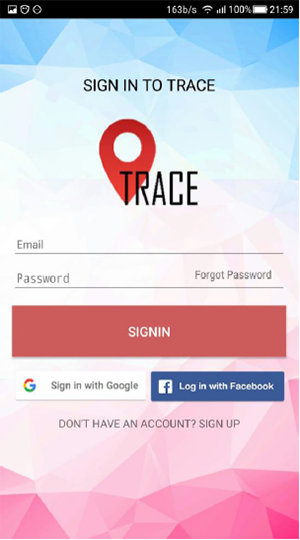 163b/s 100% 21:59
SIGN IN TO TRACE
TRACE
Email
Password Forgot Password
SIGNIN
G Sign in with Google f Log in with Facebook
DON'T HAVE AN ACCOUNT? SIGN UP